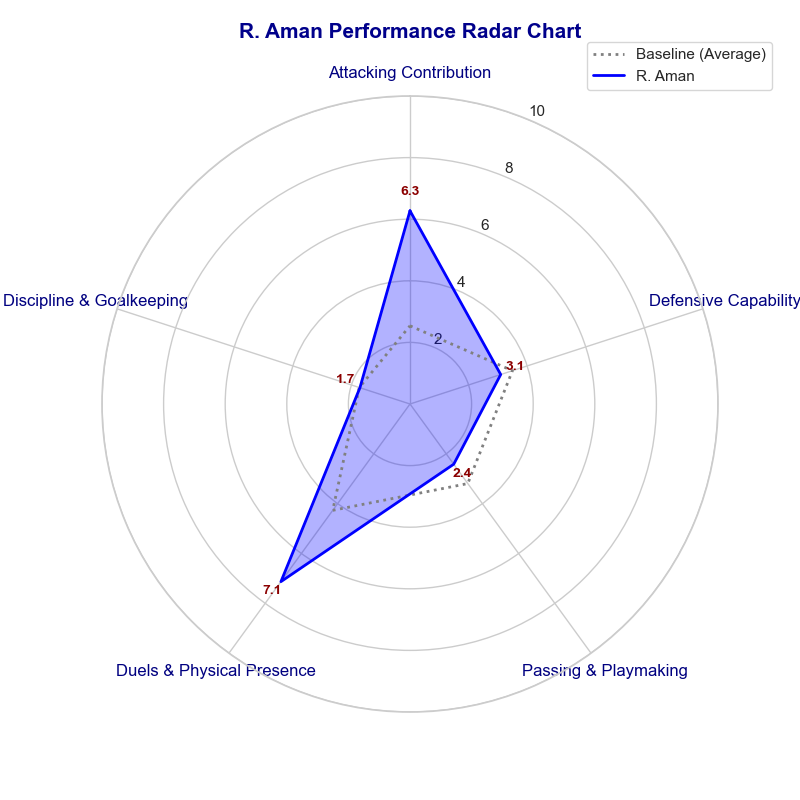 R. Aman Performance Radar Chart
Baseline (Average)
R. Aman
Attacking Contribution
10
8
6.3
6
4
Discipline & Goalkeeping
Defensive Capability
2
3.1
1.7
2.4
7.1
Duels & Physical Presence
Passing & Playmaking